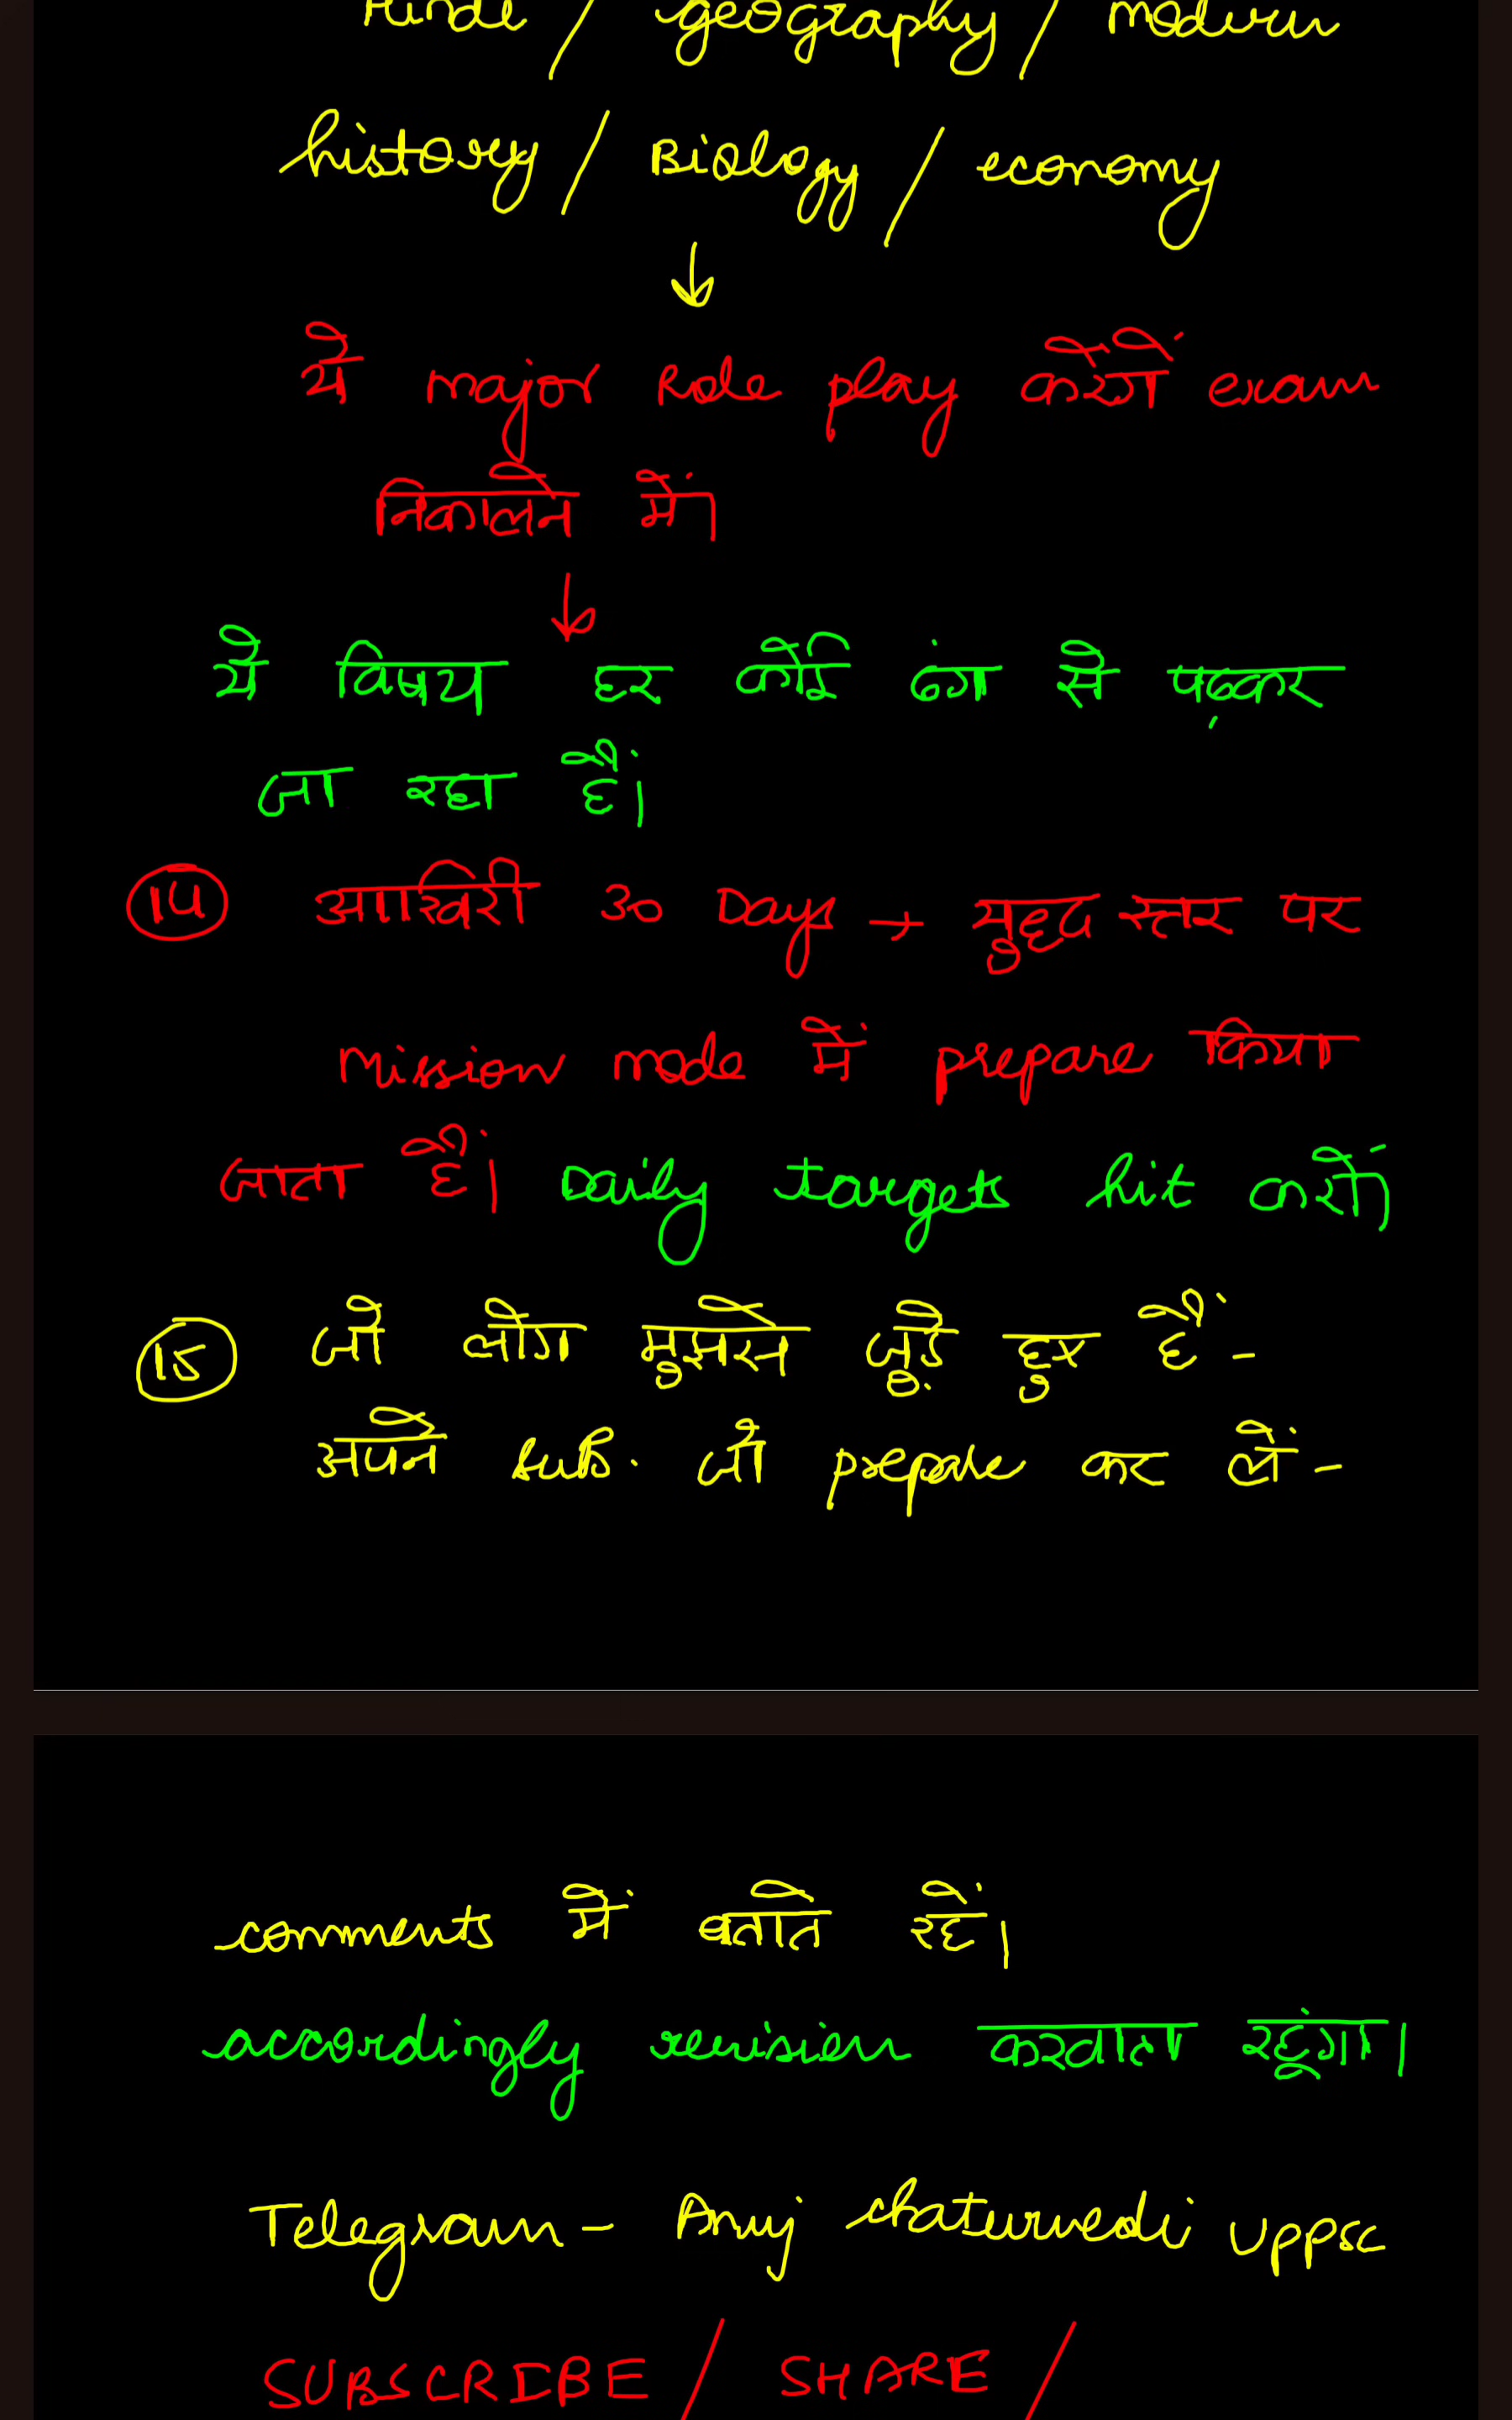 Hindi / geography / modern
history / Biology / economy
↓
ये major Role play करेगें exam
निकालने में।
↓
ये विषय हर कोई ढंग से पढ़कर
जा रहा हैं।
14 आखिरी 30 Days → युद्ध स्तर पर
Mission mode में prepare किया
जाता हैं। Daily targets hit करों।
15 जो लोग मुझसे जुड़े हुए हैं -
अपने sub. जो prepare कर लें -
comments में बताते रहें।
accordingly revision करवाता रहूंगा।
Telegram - Anuj chaturvedi UPPSC
SUBSCRIBE / SHARE /